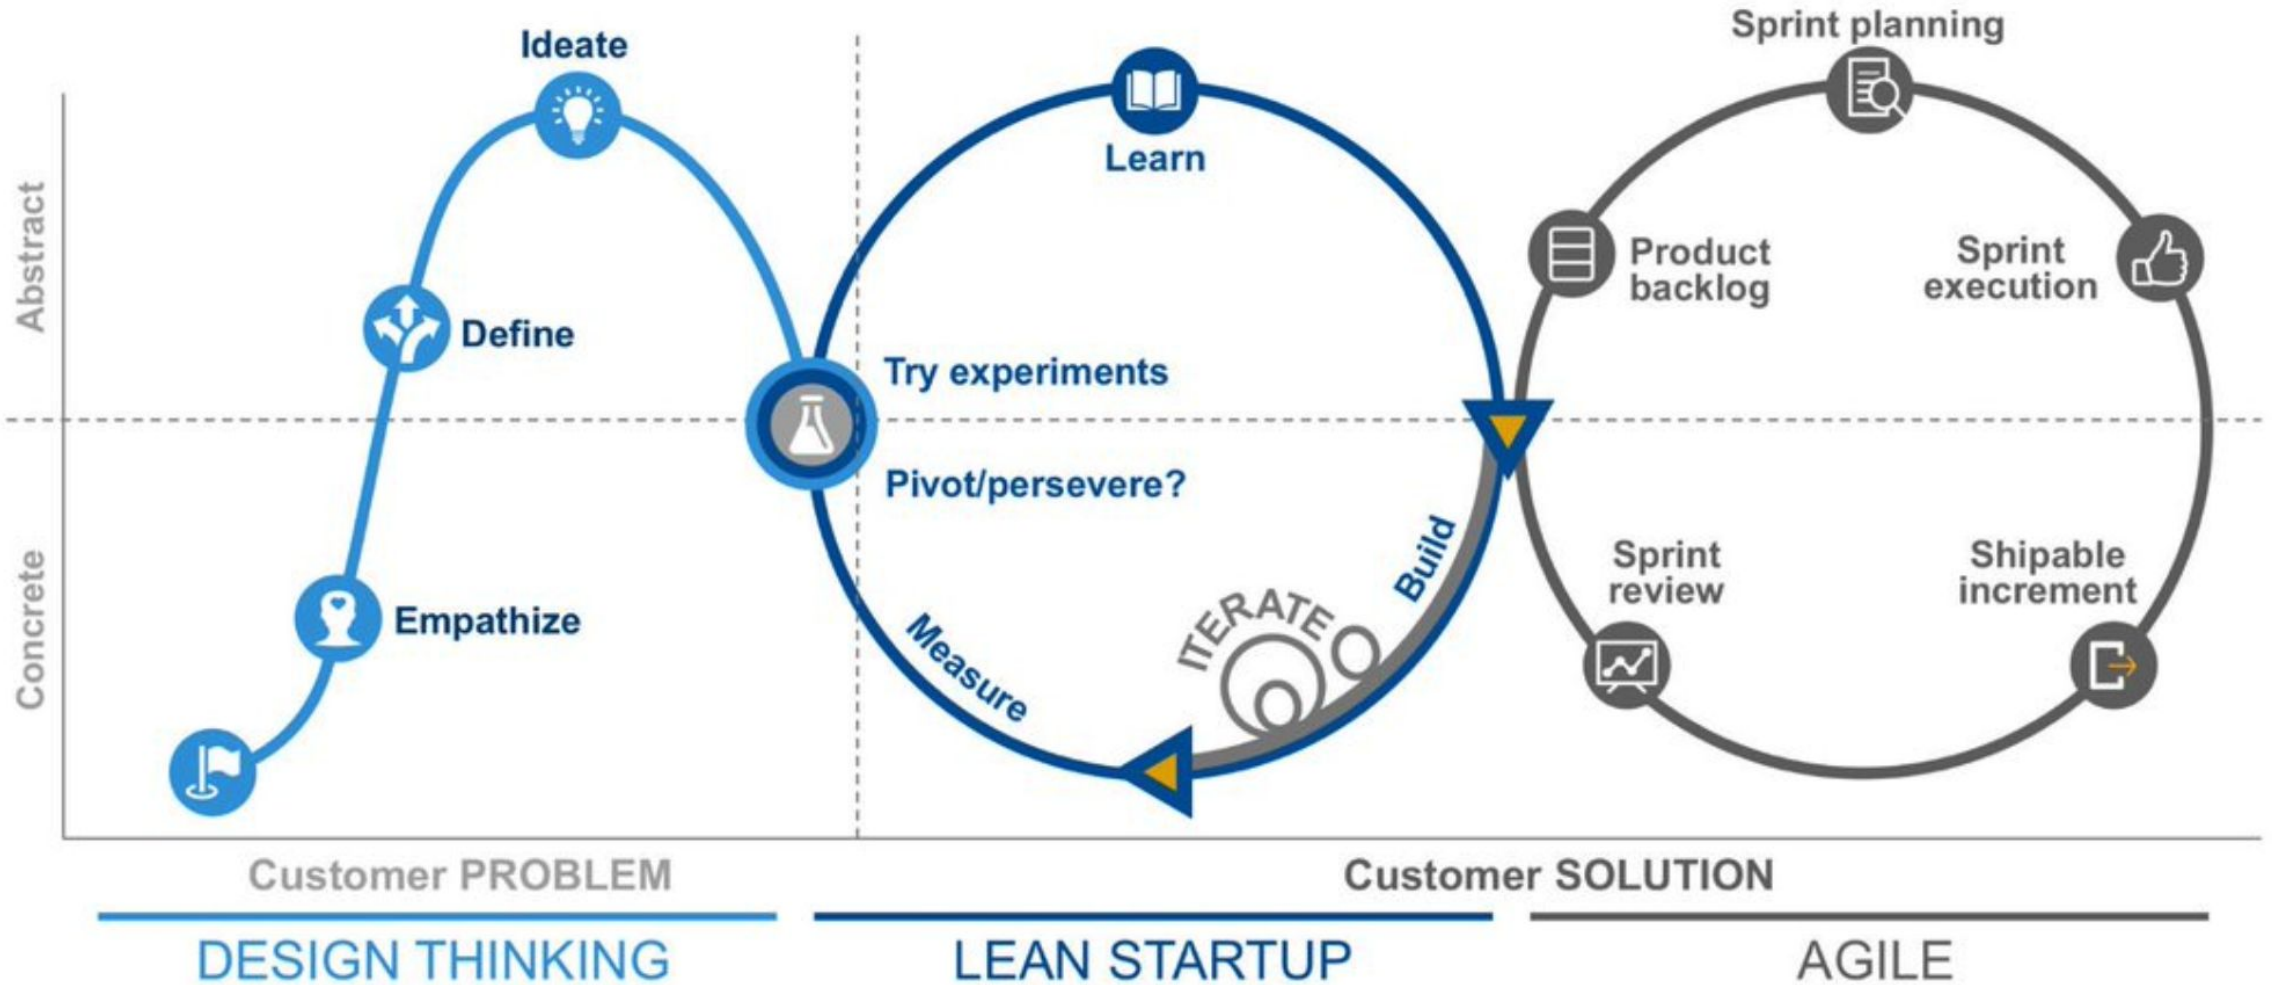 Ideate
Define
Empathize
Abstract
Concrete
Learn
Try experiments
Pivot/persevere?
Measure
ITERATE
Build
Sprint planning
Product
backlog
Sprint
execution
Sprint
review
Shipable
increment
Customer PROBLEM
Customer SOLUTION
DESIGN THINKING
LEAN STARTUP
AGILE